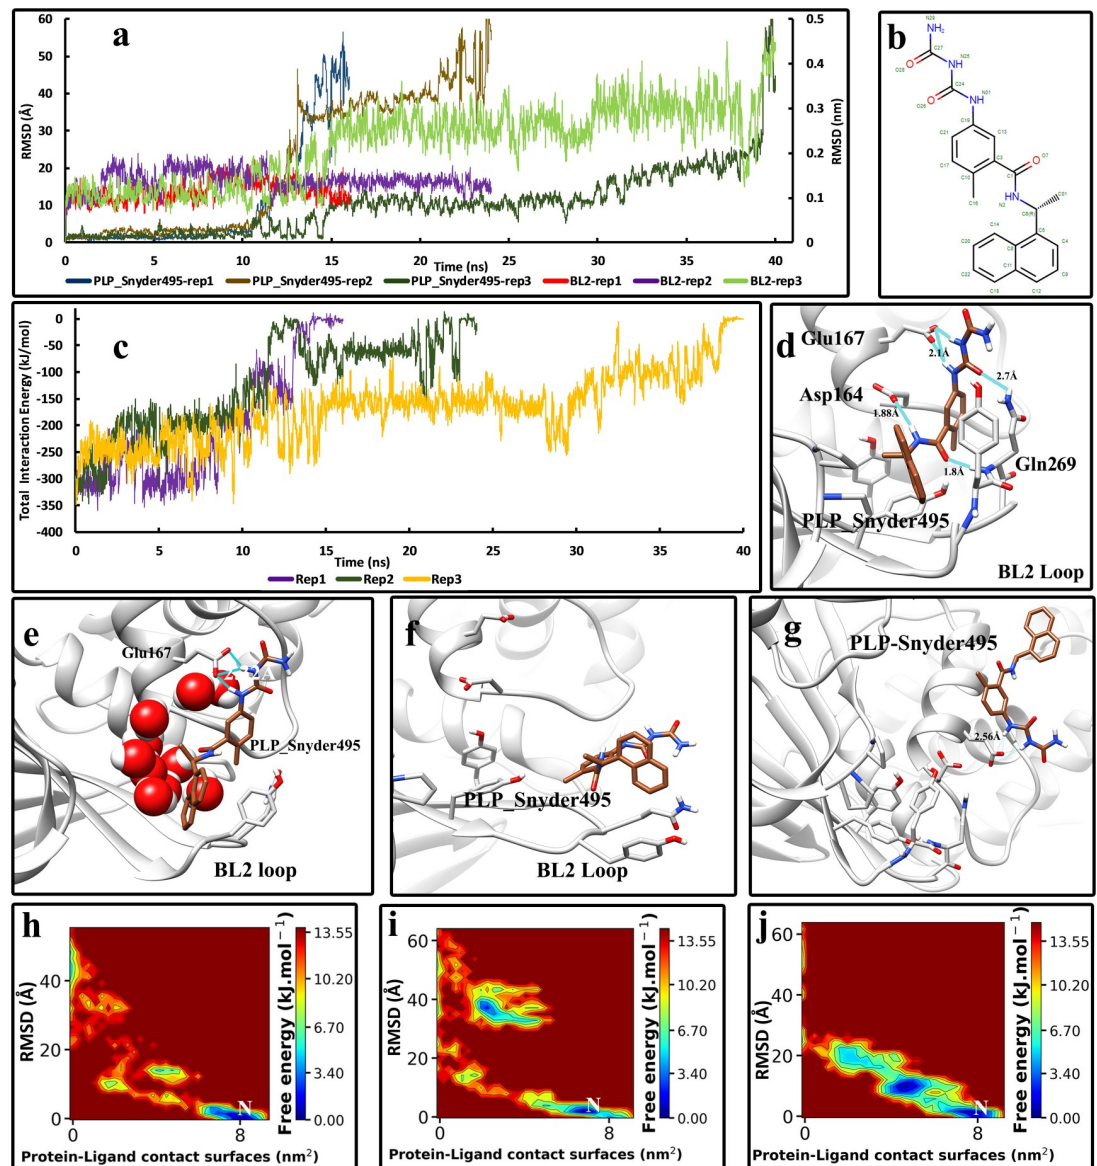 a
60
50
40
30
20
10
0
RMSD (Å)
0.5
0.4
0.3
0.2
0.1
0
RMSD (nm)
0 5 10 15 20 25 30 35 40
Time (ns)
PLP_Snyder495-rep1 PLP_Snyder495-rep2 PLP_Snyder495-rep3 BL2-rep1 BL2-rep2 BL2-rep3
b
NH₂
O
NH
O
NH
O
NH
c
0
-50
-100
-150
-200
-250
-300
-350
-400
Total Interaction Energy (kJ/mol)
0 5 10 15 20 25 30 35 40
Time (ns)
Rep1 Rep2 Rep3
d
Glu167
2.1Å
2.7Å
Asp164
1.88Å
1.8Å
Gln269
PLP_Snyder495
BL2 Loop
e
Glu167
PLP_Snyder495
BL2 loop
f
PLP_Snyder495
BL2 Loop
g
PLP-Snyder495
2.56Å
h
RMSD (Å)
40
20
0
N
0 8
Protein-Ligand contact surfaces (nm²)
13.55
10.20
6.70
3.40
0.00
Free energy (kJ.mol⁻¹)
i
RMSD (Å)
60
40
20
0
N
0 8
Protein-Ligand contact surfaces (nm²)
13.55
10.20
6.70
3.40
0.00
Free energy (kJ.mol⁻¹)
j
RMSD (Å)
60
40
20
0
N
0 8
Protein-Ligand contact surfaces (nm²)
13.55
10.20
6.70
3.40
0.00
Free energy (kJ.mol⁻¹)